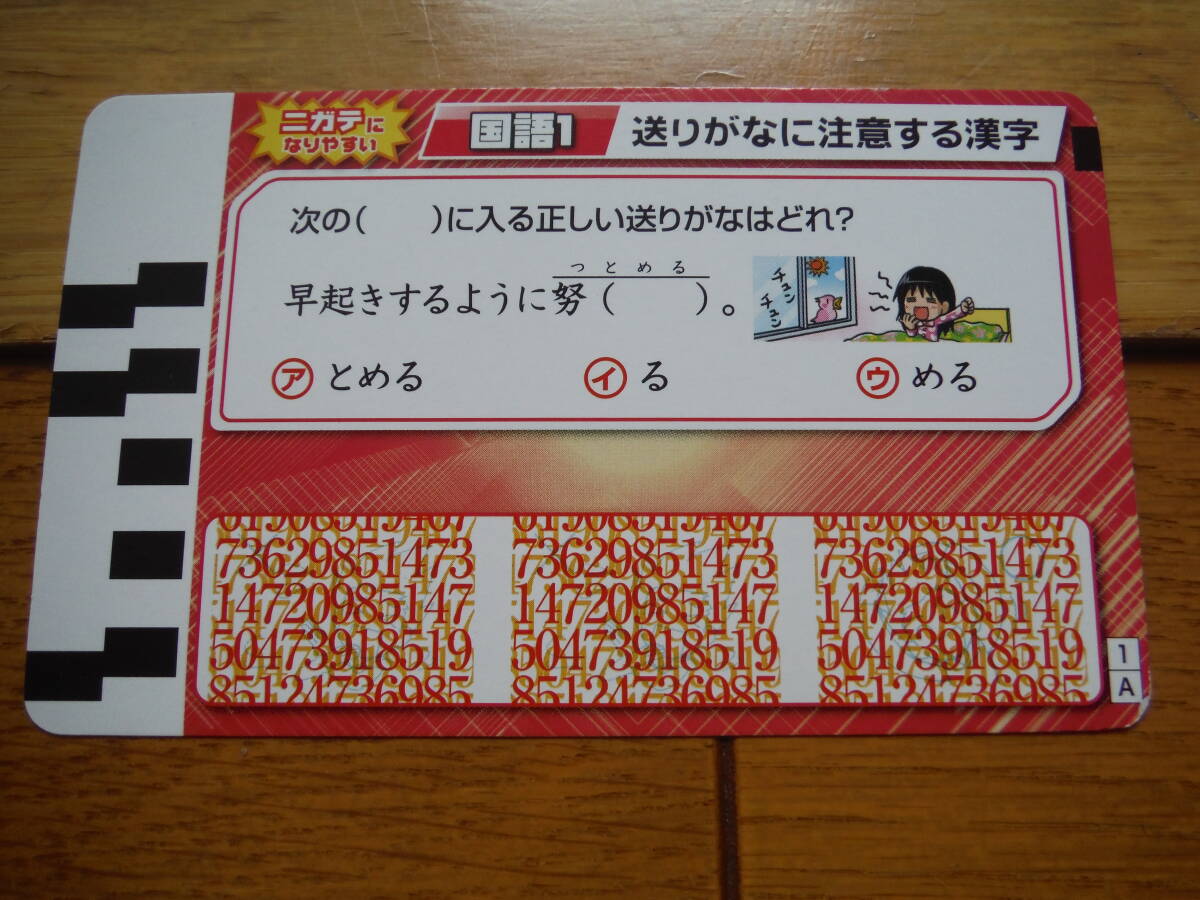 ニガテに
なりやすい
国語1
送りがなに注意する漢字
次の(　　)に入る正しい送りがなはどれ?
つとめる
早起きするように努(　　)。
チュン
チュン
ア とめる
イ る
ウ める
73629851473 73629851473 73629851473
14720985147 14720985147 14720985147
50473918519 50473918519 50473918519
1
A